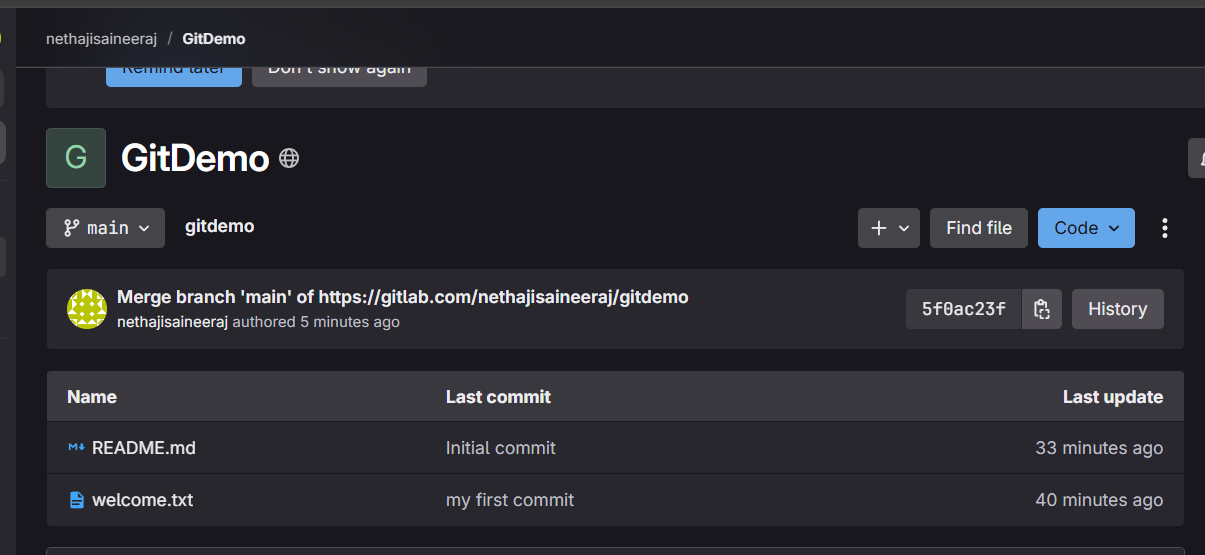 nethajisaineeraj / GitDemo
Remind later Don't show again
G GitDemo
main gitdemo Find file Code
Merge branch 'main' of https://gitlab.com/nethajisaineeraj/gitdemo
nethajisaineeraj authored 5 minutes ago
5f0ac23f History
Name Last commit Last update
README.md Initial commit 33 minutes ago
welcome.txt my first commit 40 minutes ago